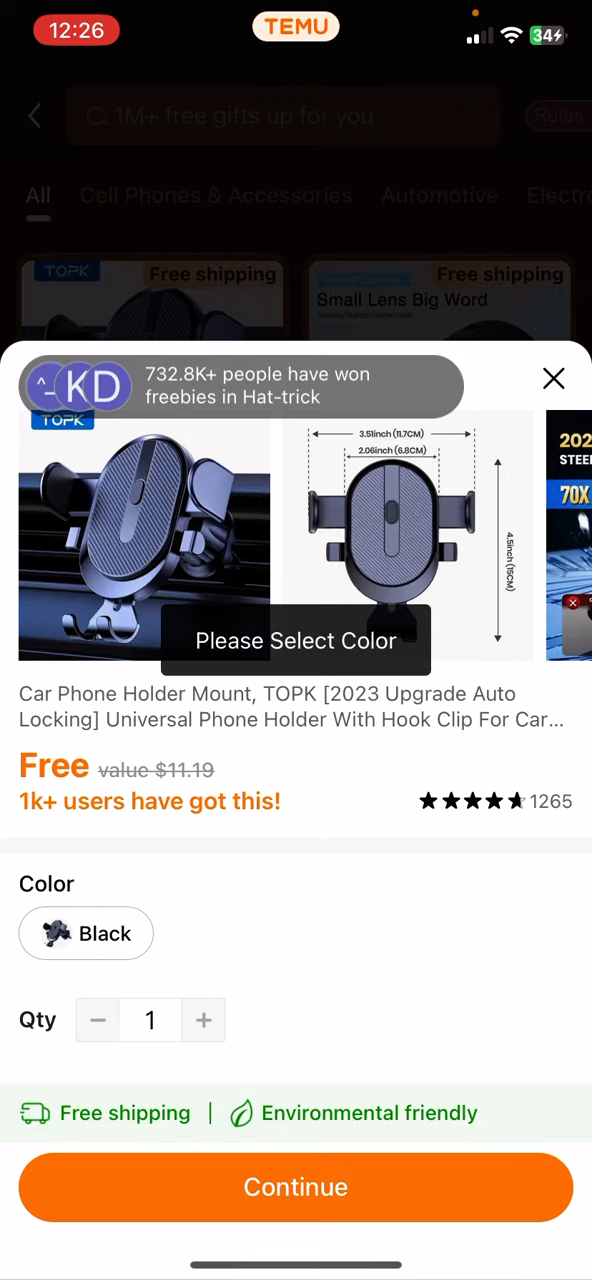 12:26
TEMU
34
1M+ free gifts up for you
Rules
All
Cell Phones & Accessories
Automotive
Electro
TOPK
Free shipping
Free shipping
Small Lens Big Word
^_
K
D
732.8K+ people have won
freebies in Hat-trick
TOPK
3.51inch (11.7CM)
2.06inch (6.8CM)
4.5inch (15CM)
202
STEE
70X
Please Select Color
Car Phone Holder Mount, TOPK [2023 Upgrade Auto
Locking] Universal Phone Holder With Hook Clip For Car...
Free value $11.19
1k+ users have got this!
1265
Color
Black
Qty
− 1 +
Free shipping | Environmental friendly
Continue